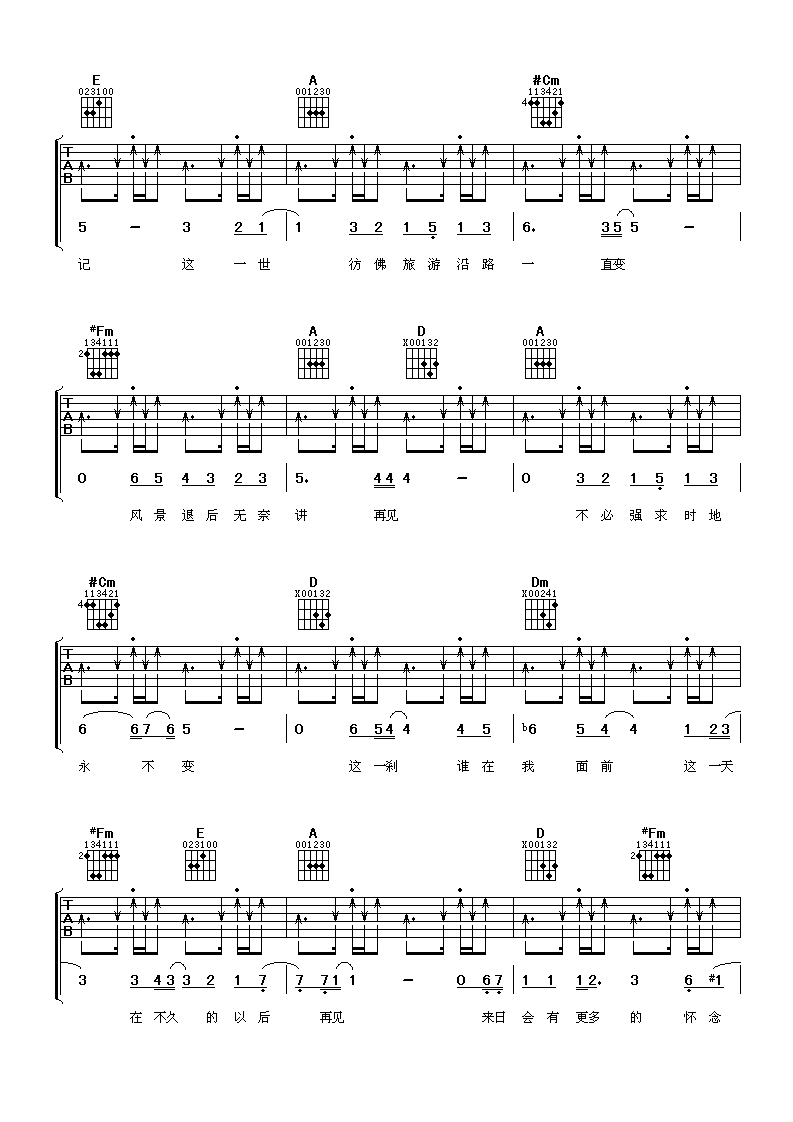 E A #Cm
023100 001230 4 113421
T
A
B
5 - 3 2 1 1 3 2 1 5 1 3 6. 3 5 5 -
记 这 一 世 彷 佛 旅 游 沿 路 一 直变
#Fm A D A
2 134111 001230 X00132 001230
T
A
B
0 6 5 4 3 2 3 5. 4 4 4 - 0 3 2 1 5 1 3
风 景 退 后 无 奈 讲 再见 不 必 强 求 时 地
#Cm D Dm
4 113421 X00132 X00241
T
A
B
6 6 7 6 5 - 0 6 5 4 4 4 5 b6 5 4 4 1 2 3
永 不 变 这 一刹 谁 在 我 面 前 这 一天
#Fm E A D #Fm
2 134111 023100 001230 X00132 2 134111
T
A
B
3 3 4 3 3 2 1 7 7 7 1 1 - 0 6 7 1 1 1 2. 3 6 #1
在 不久 的 以 后 再见 来日 会 有 更多 的 怀 念